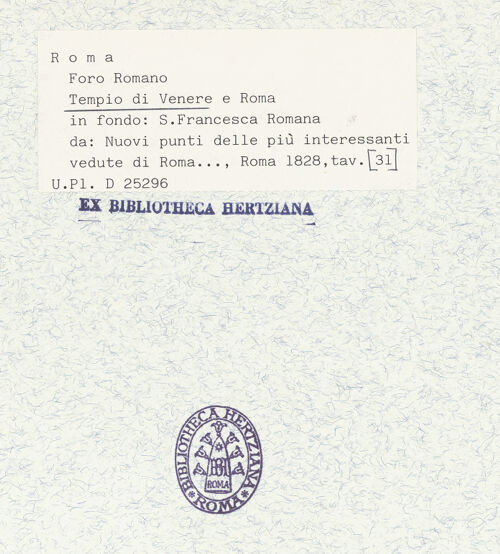 R o m a
Foro Romano
Tempio di Venere e Roma
in fondo: S.Francesca Romana
da: Nuovi punti delle più interessanti
vedute di Roma..., Roma 1828,tav.[31]
U.Pl. D 25296
EX BIBLIOTHECA HERTZIANA
BIBLIOTHECA HERTZIANA
BH
ROMA
*ROMA*